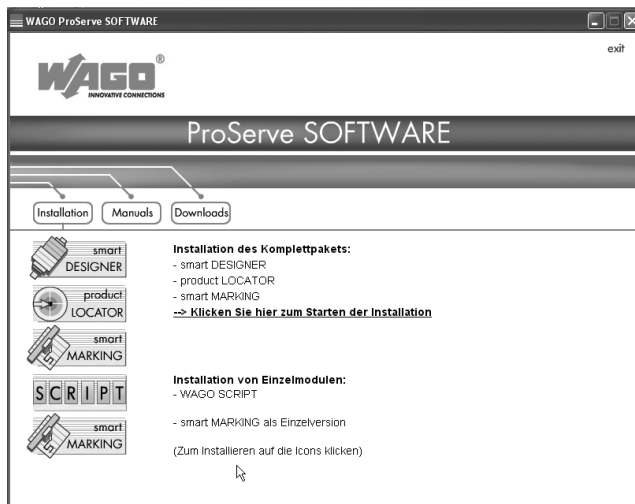 WAGO ProServe SOFTWARE
exit
WAGO®
INNOVATIVE CONNECTIONS
ProServe SOFTWARE
Installation Manuals Downloads
smart DESIGNER
product LOCATOR
smart MARKING
SCRIPT
smart MARKING
Installation des Komplettpakets:
- smart DESIGNER
- product LOCATOR
- smart MARKING
--> Klicken Sie hier zum Starten der Installation
Installation von Einzelmodulen:
- WAGO SCRIPT
- smart MARKING als Einzelversion
(Zum Installieren auf die Icons klicken)